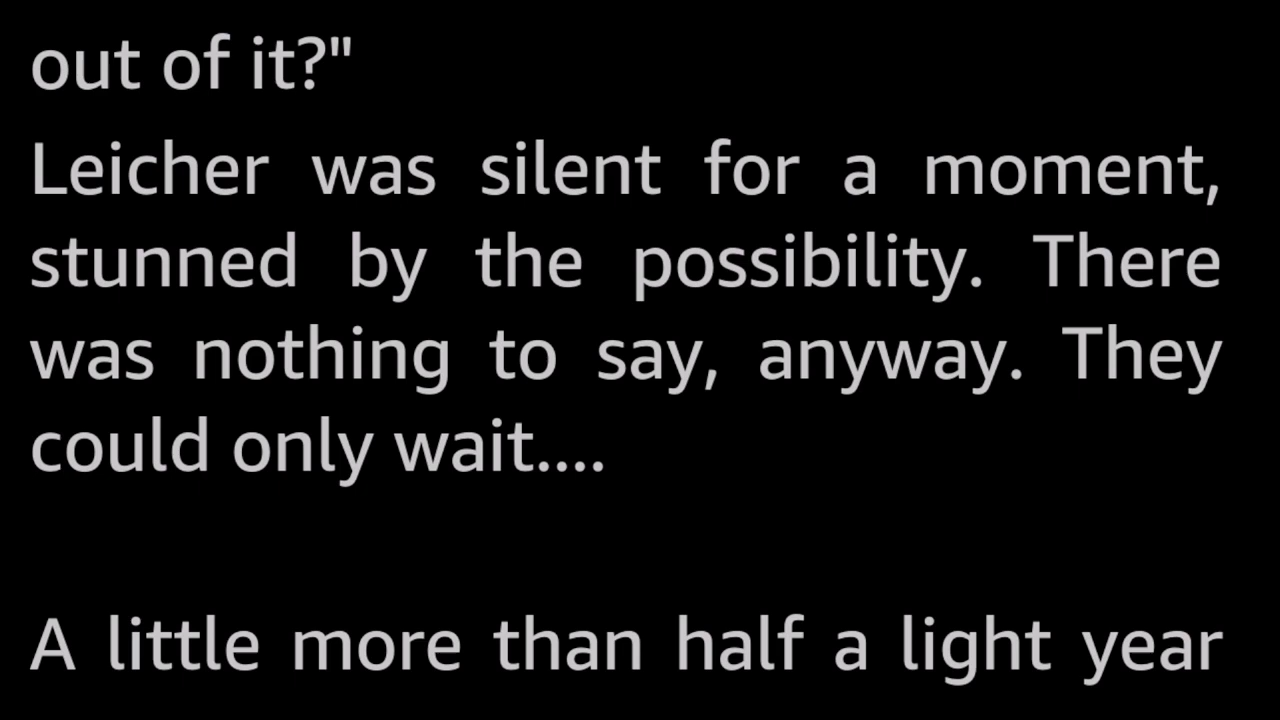 out of it?"
Leicher was silent for a moment,
stunned by the possibility. There
was nothing to say, anyway. They
could only wait....
A little more than half a light year